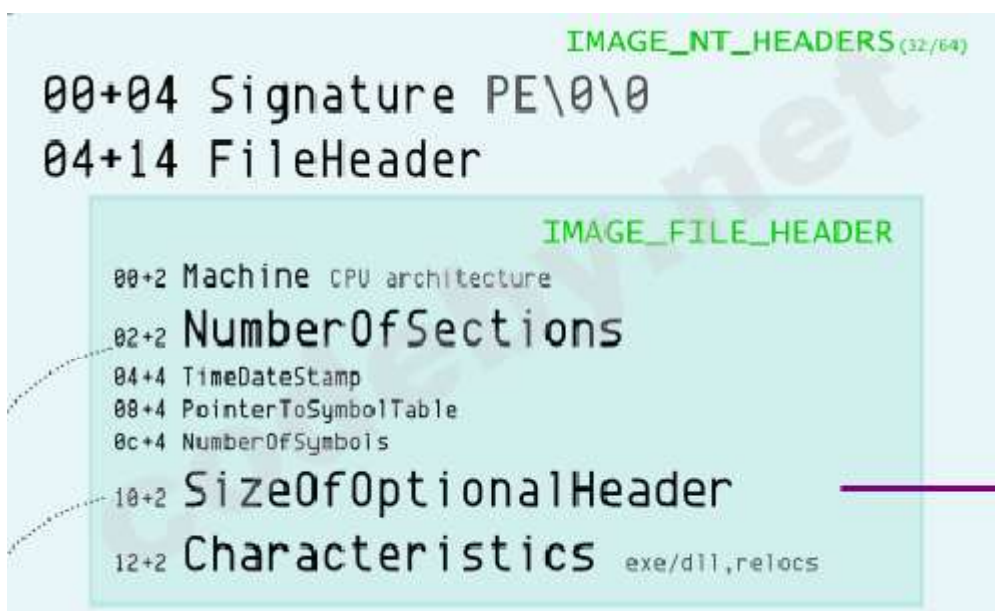 IMAGE_NT_HEADERS(32/64)
00+04 Signature PE\0\0
04+14 FileHeader
IMAGE_FILE_HEADER
00+2 Machine CPU architecture
02+2 NumberOfSections
04+4 TimeDateStamp
08+4 PointerToSymbolTable
0c+4 NumberOfSymbols
10+2 SizeOfOptionalHeader
12+2 Characteristics exe/dll,relocs